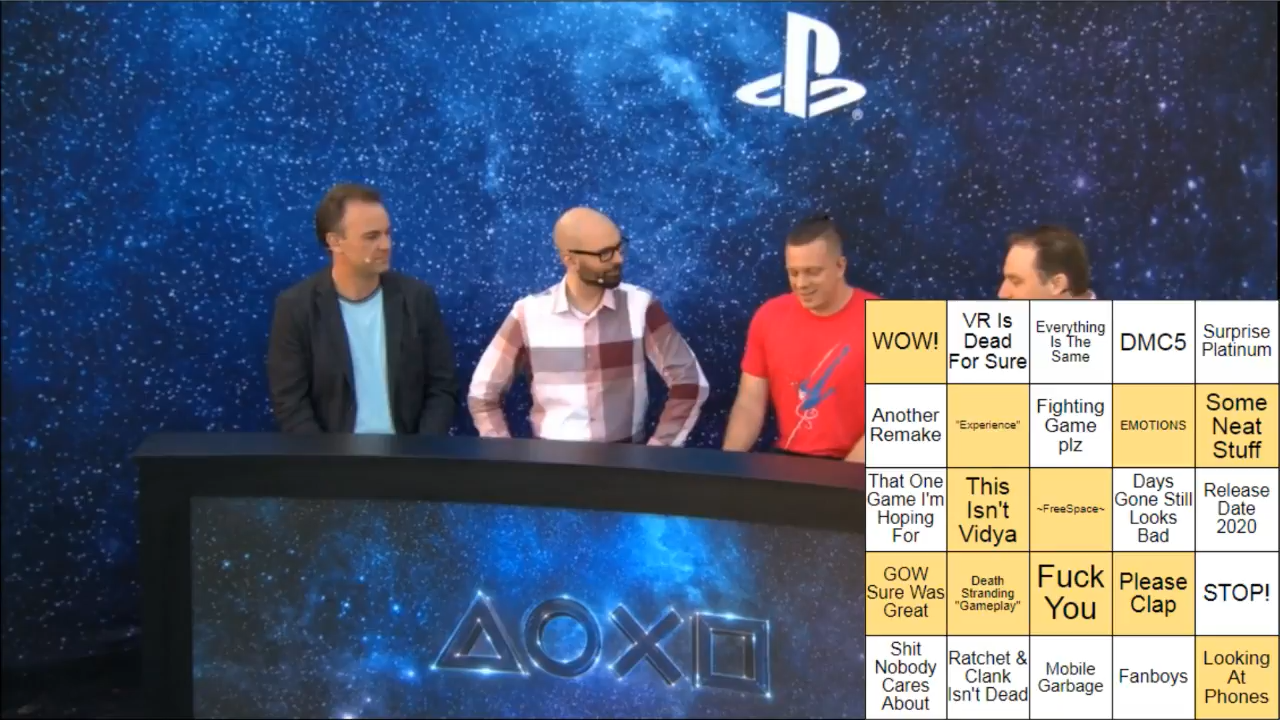 WOW!
VR Is
Dead
For Sure
Everything
Is The
Same
DMC5
Surprise
Platinum
Another
Remake
"Experience"
Fighting
Game
plz
EMOTIONS
Some
Neat
Stuff
That One
Game I'm
Hoping
For
This
Isn't
Vidya
~FreeSpace~
Days
Gone Still
Looks
Bad
Release
Date
2020
GOW
Sure Was
Great
Death
Stranding
"Gameplay"
Fuck
You
Please
Clap
STOP!
Shit
Nobody
Cares
About
Ratchet &
Clank
Isn't Dead
Mobile
Garbage
Fanboys
Looking
At
Phones